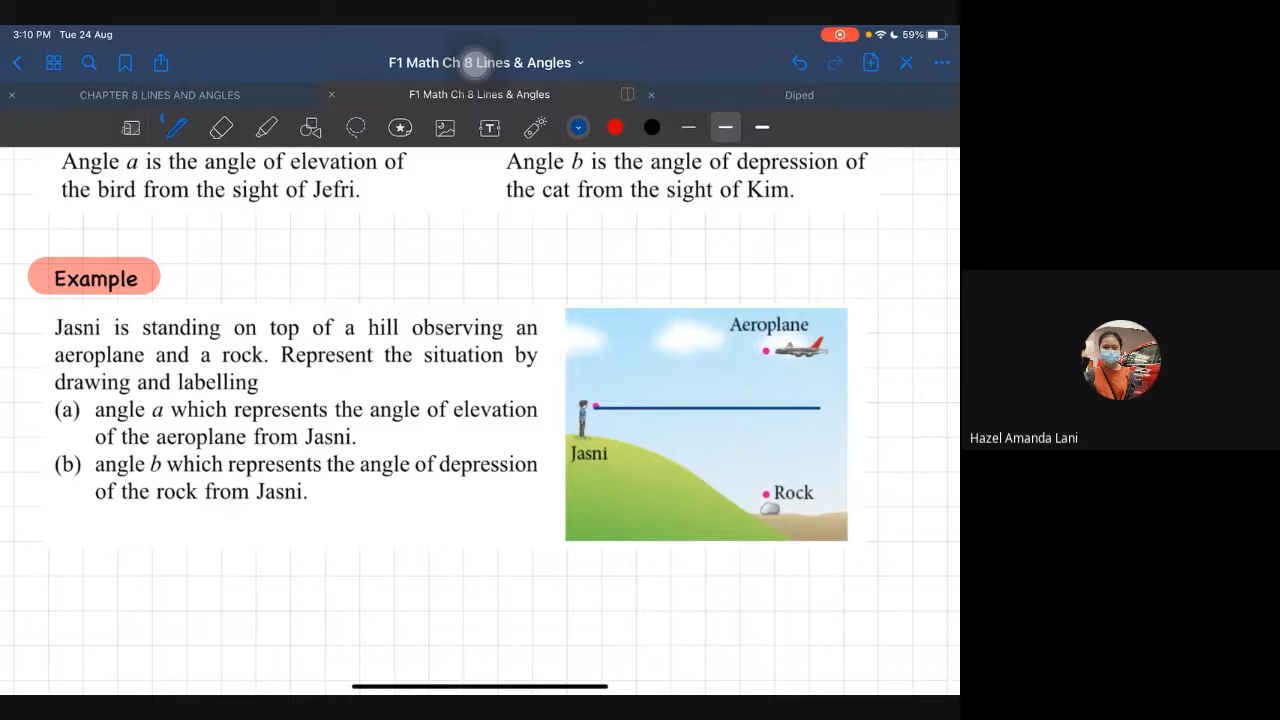 3:10 PM Tue 24 Aug
59%
F1 Math Ch 8 Lines & Angles
CHAPTER 8 LINES AND ANGLES
F1 Math Ch 8 Lines & Angles
Diped
T
Angle a is the angle of elevation of
the bird from the sight of Jefri.
Angle b is the angle of depression of
the cat from the sight of Kim.
Example
Jasni is standing on top of a hill observing an
aeroplane and a rock. Represent the situation by
drawing and labelling
(a) angle a which represents the angle of elevation
of the aeroplane from Jasni.
(b) angle b which represents the angle of depression
of the rock from Jasni.
Aeroplane
Jasni
Rock
Hazel Amanda Lani